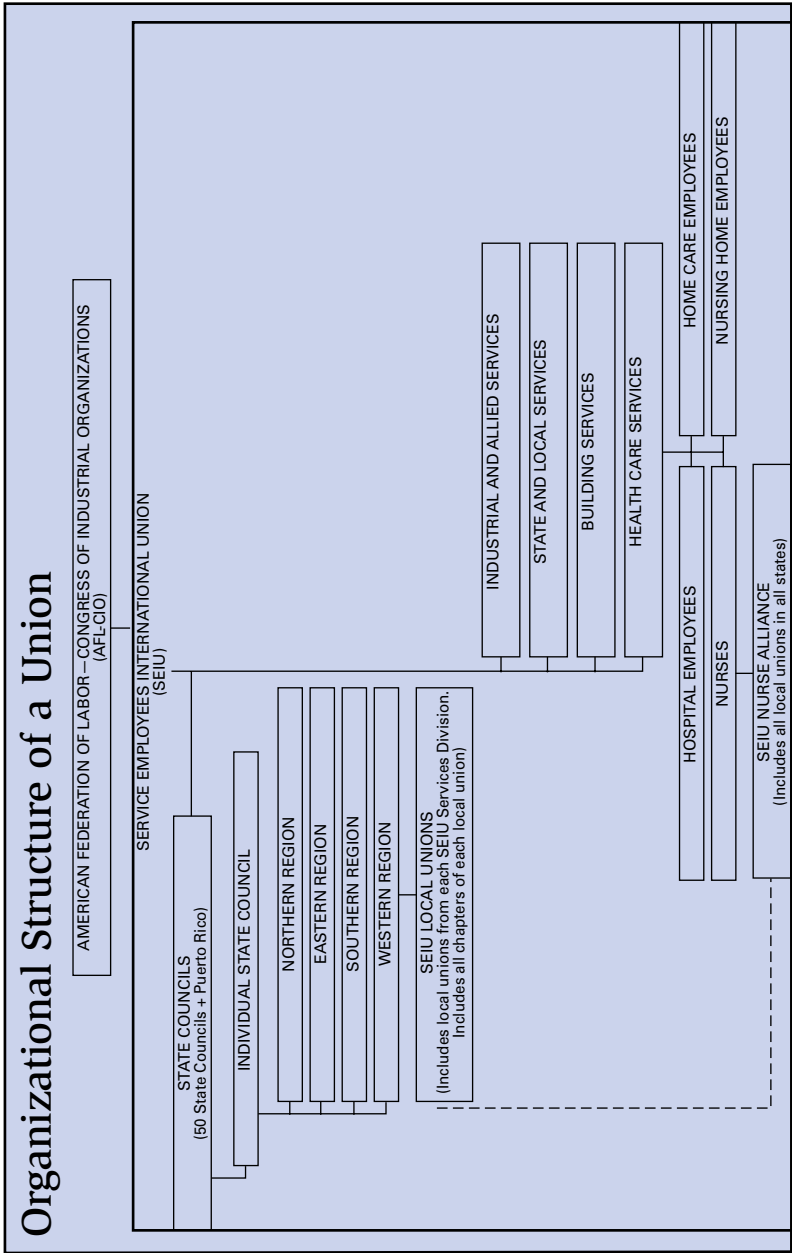 Organizational Structure of a Union
AMERICAN FEDERATION OF LABOR—CONGRESS OF INDUSTRIAL ORGANIZATIONS
(AFL-CIO)
SERVICE EMPLOYEES INTERNATIONAL UNION
(SEIU)
STATE COUNCILS
(50 State Councils + Puerto Rico)
INDIVIDUAL STATE COUNCIL
NORTHERN REGION
EASTERN REGION
SOUTHERN REGION
WESTERN REGION
SEIU LOCAL UNIONS
(Includes local unions from each SEIU Services Division.
Includes all chapters of each local union)
INDUSTRIAL AND ALLIED SERVICES
STATE AND LOCAL SERVICES
BUILDING SERVICES
HEALTH CARE SERVICES
HOSPITAL EMPLOYEES
HOME CARE EMPLOYEES
NURSES
NURSING HOME EMPLOYEES
SEIU NURSE ALLIANCE
(Includes all local unions in all states)